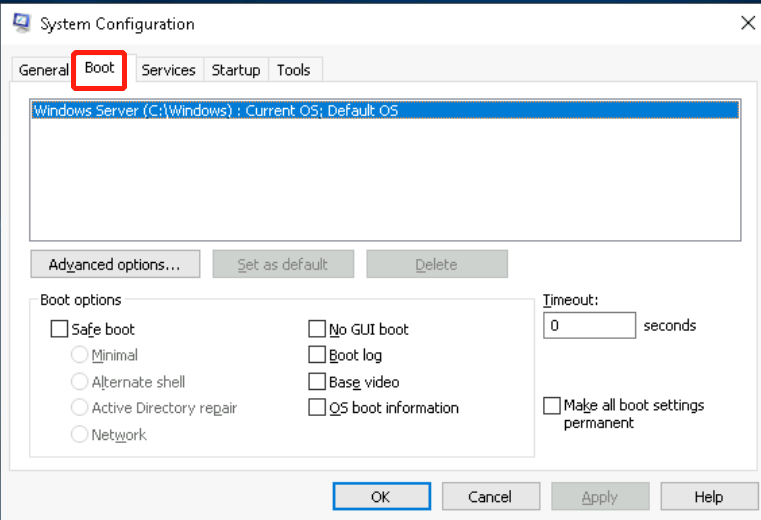 System Configuration
General Boot Services Startup Tools
Windows Server (C:\Windows) : Current OS; Default OS
Advanced options... Set as default Delete
Boot options
Timeout:
Safe boot No GUI boot 0 seconds
Minimal Boot log
Alternate shell Base video
Active Directory repair OS boot information Make all boot settings
permanent
Network
OK Cancel Apply Help